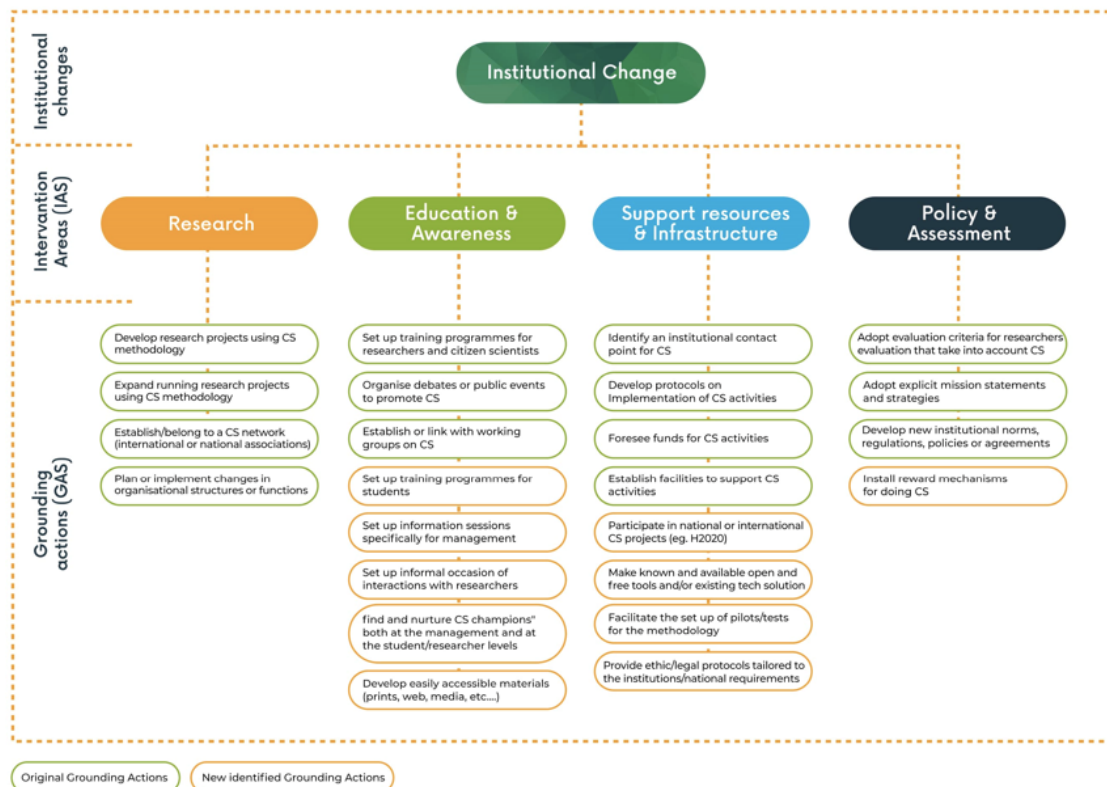 Institutional
changes
Institutional Change
Intervantion
Areas (IAS)
Research
Education &
Awareness
Support resources
& Infrastructure
Policy &
Assessment
Grounding
actions (GAS)
Develop research projects using CS
methodology
Expand running research projects
using CS methodology
Establish/belong to a CS network
(international or national associations)
Plan or implement changes in
organisational structures or functions
Set up training programmes for
researchers and citizen scientists
Organise debates or public events
to promote CS
Establish or link with working
groups on CS
Set up training programmes for
students
Set up information sessions
specifically for management
Set up informal occasion of
interactions with researchers
find and nurture CS champions"
both at the management and at
the student/researcher levels
Develop easily accessible materials
(prints, web, media, etc....)
Identify an institutional contact
point for CS
Develop protocols on
Implementation of CS activities
Foresee funds for CS activities
Establish facilities to support CS
activities
Participate in national or international
CS projects (eg. H2020)
Make known and available open and
free tools and/or existing tech solution
Facilitate the set up of pilots/tests
for the methodology
Provide ethic/legal protocols tailored to
the institutions/national requirements
Adopt evaluation criteria for researchers
evaluation that take into account CS
Adopt explicit mission statements
and strategies
Develop new institutional norms,
regulations, policies or agreements
Install reward mechanisms
for doing CS
Original Grounding Actions
New identified Grounding Actions